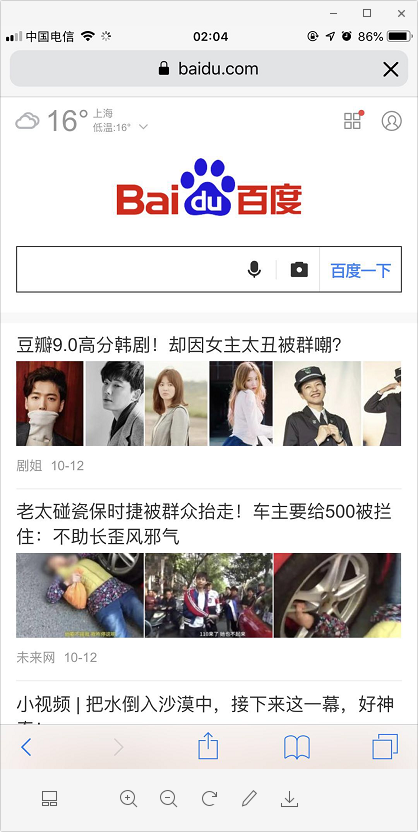 中国电信 02:04 86%
baidu.com
16° 上海
低温:16°
Bai du 百度
百度一下
豆瓣9.0高分韩剧！却因女主太丑被群嘲?
剧姐 10-12
老太碰瓷保时捷被群众抬走！车主要给500被拦
住：不助长歪风邪气
110来了 她也不起来
未来网 10-12
小视频 | 把水倒入沙漠中，接下来这一幕，好神